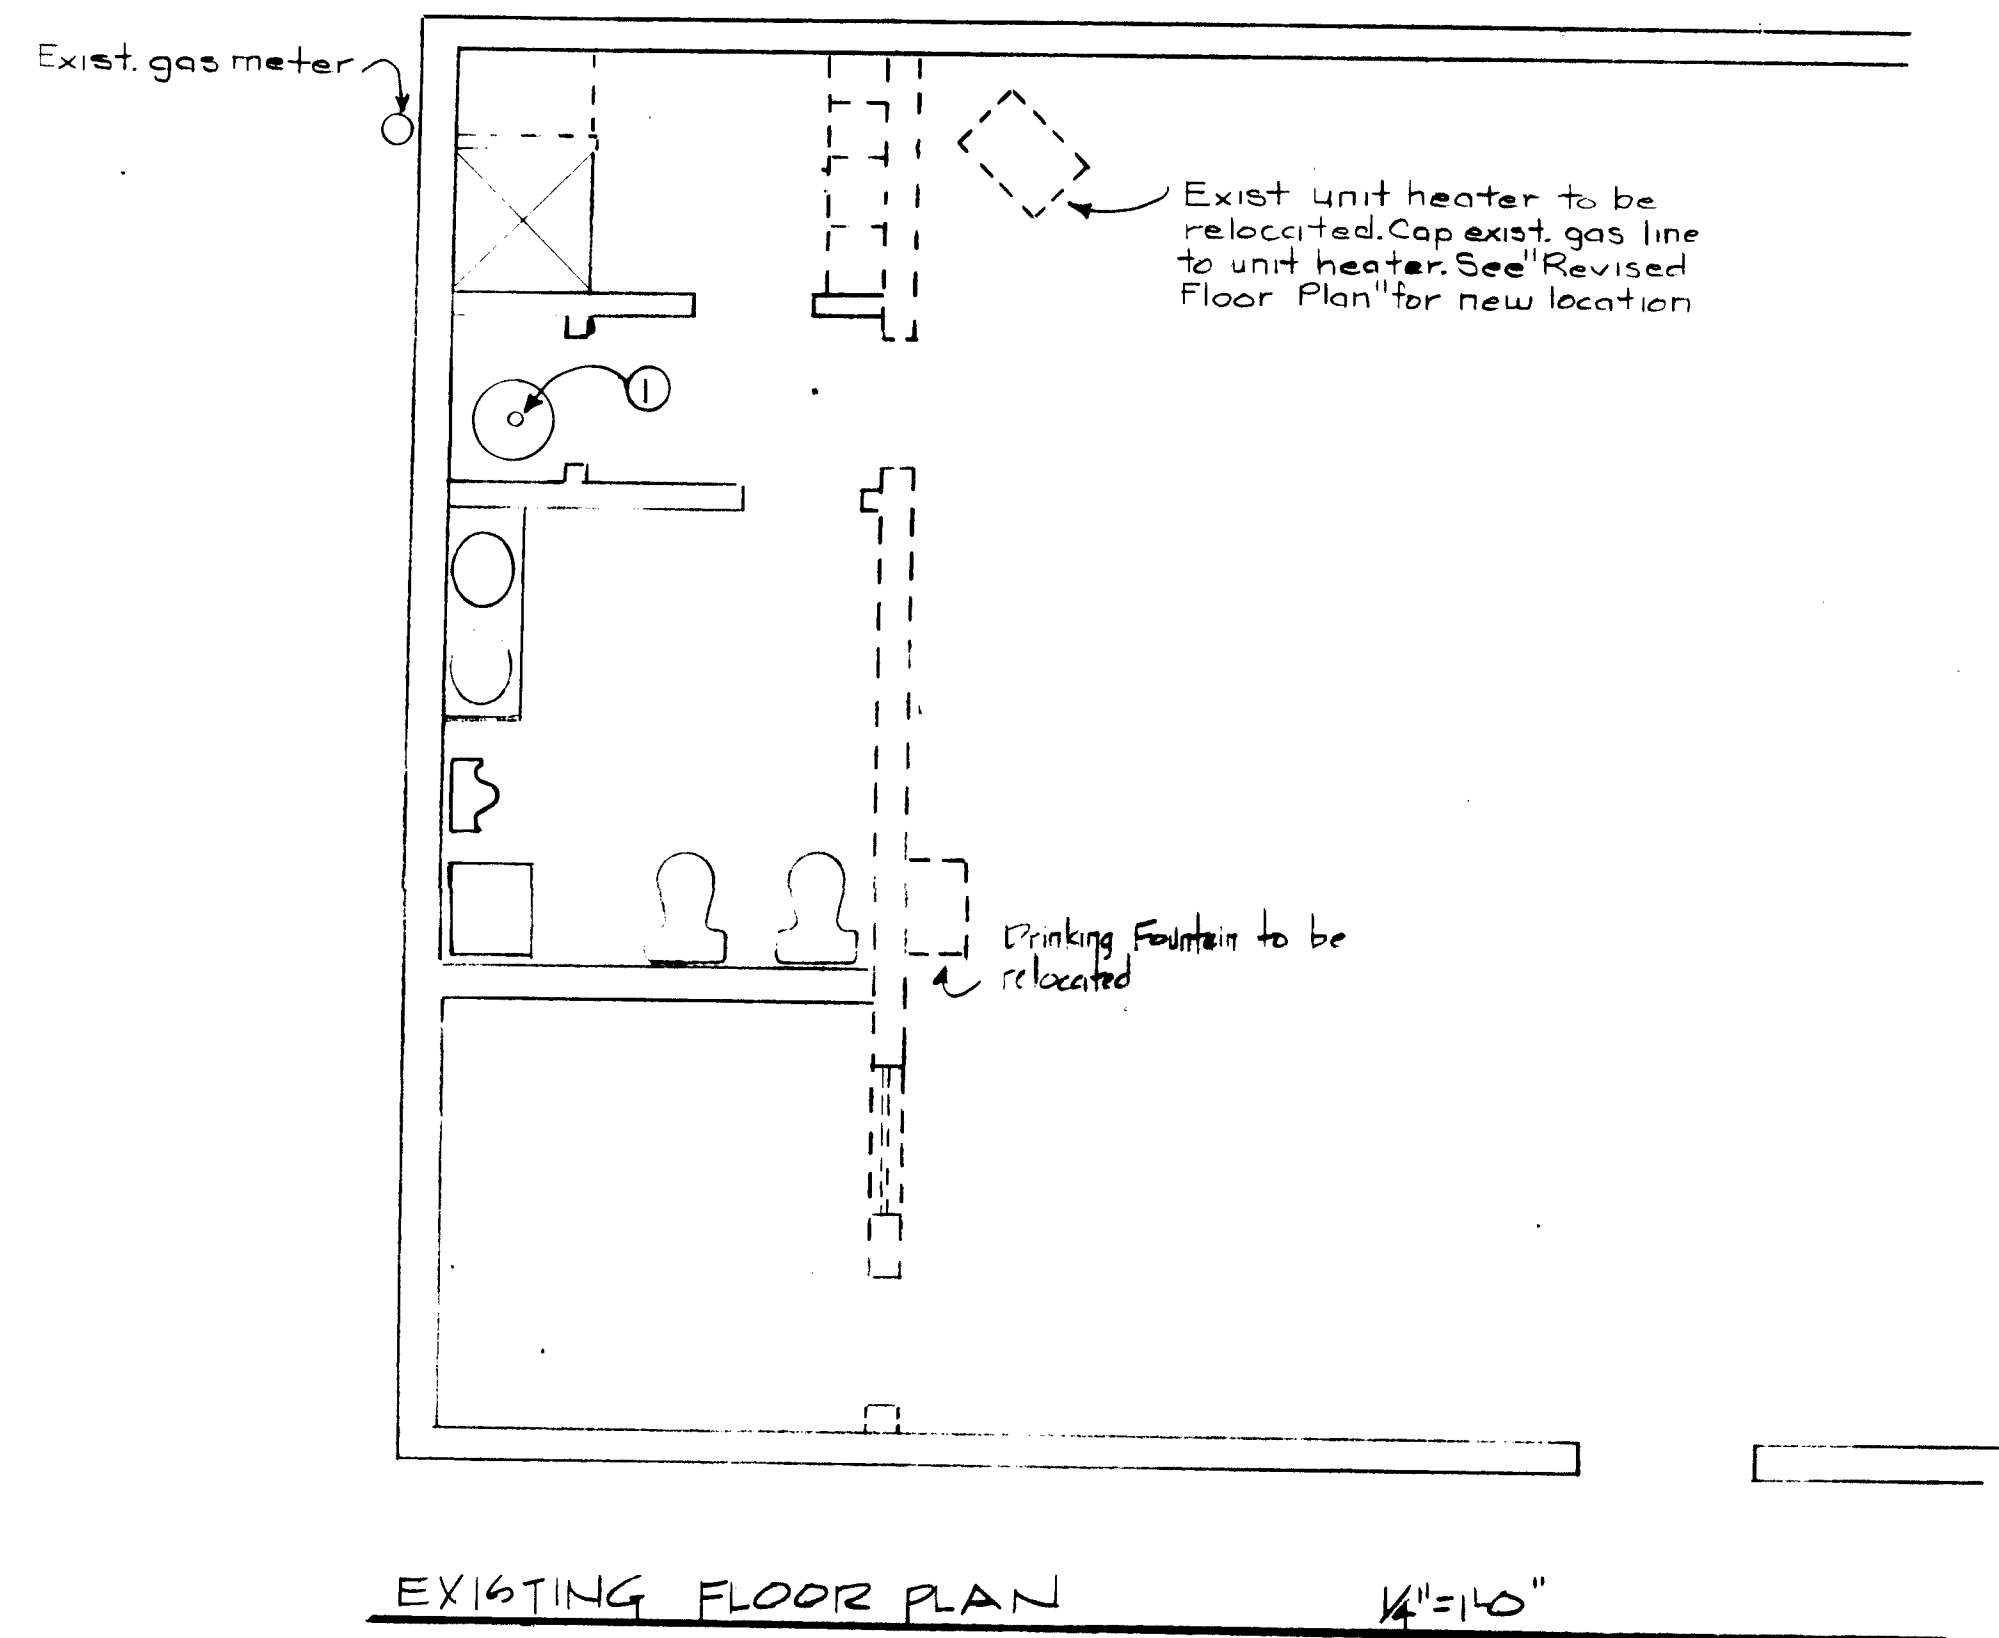 Exist. gas meter
Exist unit heater to be
relocated. Cap exist. gas line
to unit heater. See "Revised
Floor Plan" for new location
1
Drinking Fountain to be
relocated
EXISTING FLOOR PLAN 1/4"=1'-0"